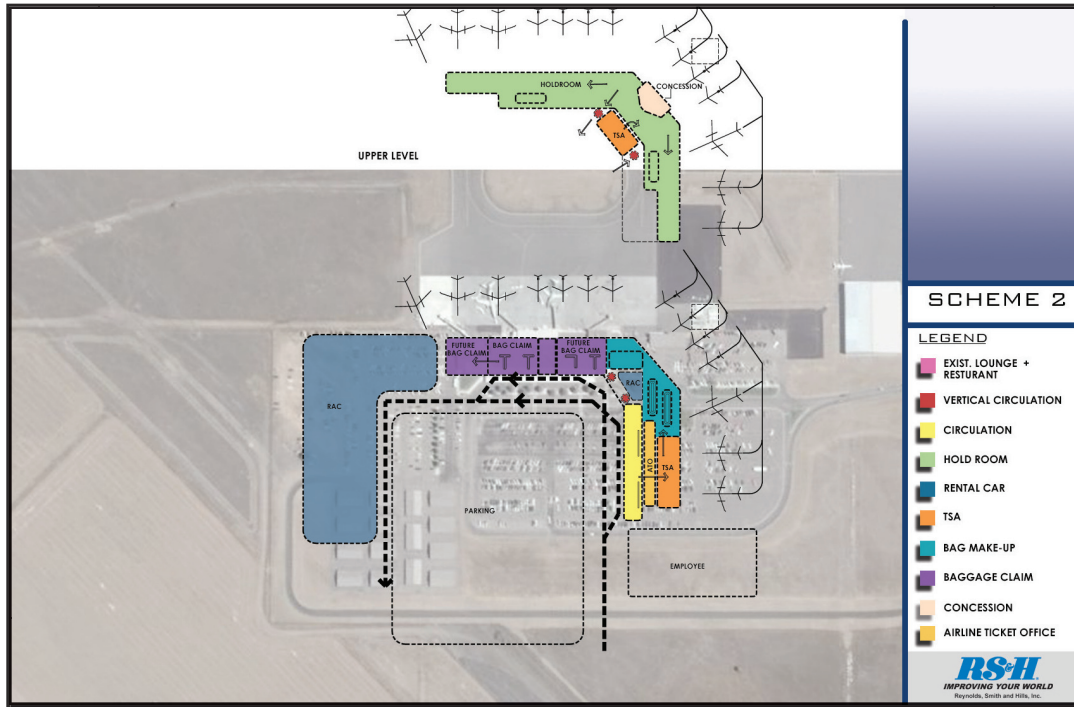 HOLDROOM
CONCESSION
TSA
UPPER LEVEL
FUTURE
BAG CLAIM
BAG CLAIM
FUTURE
BAG CLAIM
RAC
RAC
ATO
TSA
PARKING
EMPLOYEE
SCHEME 2
LEGEND
EXIST. LOUNGE +
RESTURANT
VERTICAL CIRCULATION
CIRCULATION
HOLD ROOM
RENTAL CAR
TSA
BAG MAKE-UP
BAGGAGE CLAIM
CONCESSION
AIRLINE TICKET OFFICE
RS&H
IMPROVING YOUR WORLD
Reynolds, Smith and Hills, Inc.